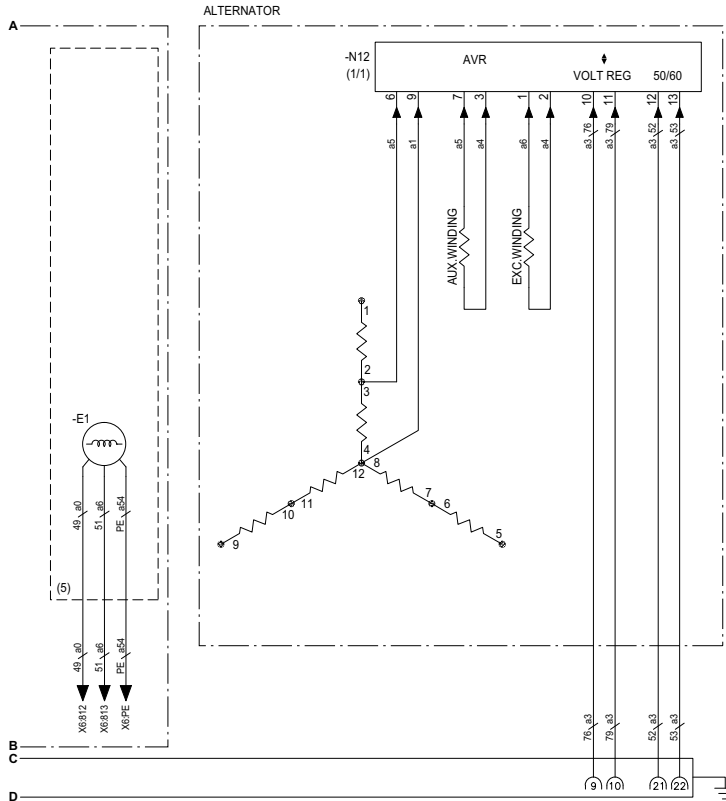 ALTERNATOR
A
-N12
AVR
(1/1)
VOLT REG
50/60
6
9
7
3
1
2
10
11
12
13
a3 76
a3 79
a3 52
a3 53
a5
a1
a5
a4
a6
a4
AUX.WINDING
EXC.WINDING
1
2
3
4
12
8
11
10
9
7
6
5
-E1
49 a0
51 a6
PE a54
(5)
49 a0
51 a6
PE a54
X6:812
X6:813
X6:PE
76 a3
79 a3
52 a3
53 a3
B
C
9
10
21
22
D